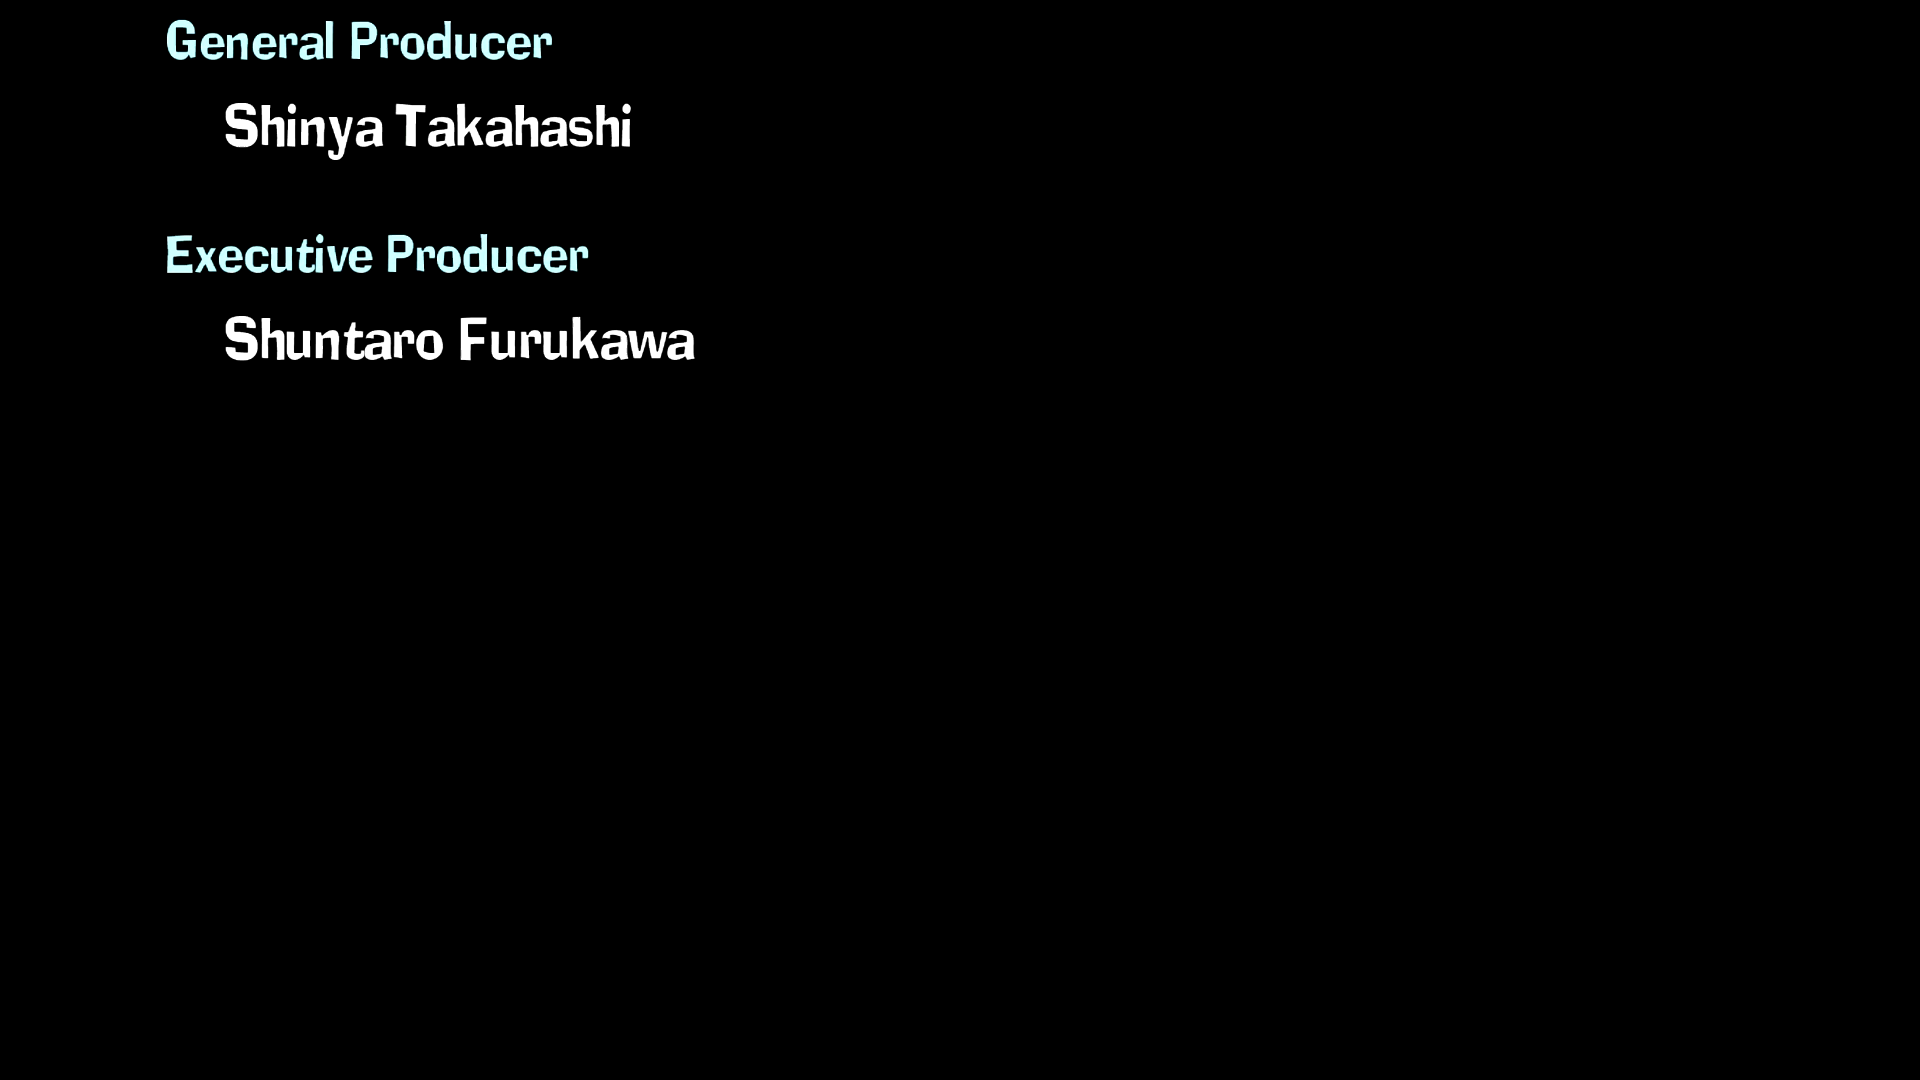 General Producer
Shinya Takahashi
Executive Producer
Shuntaro Furukawa